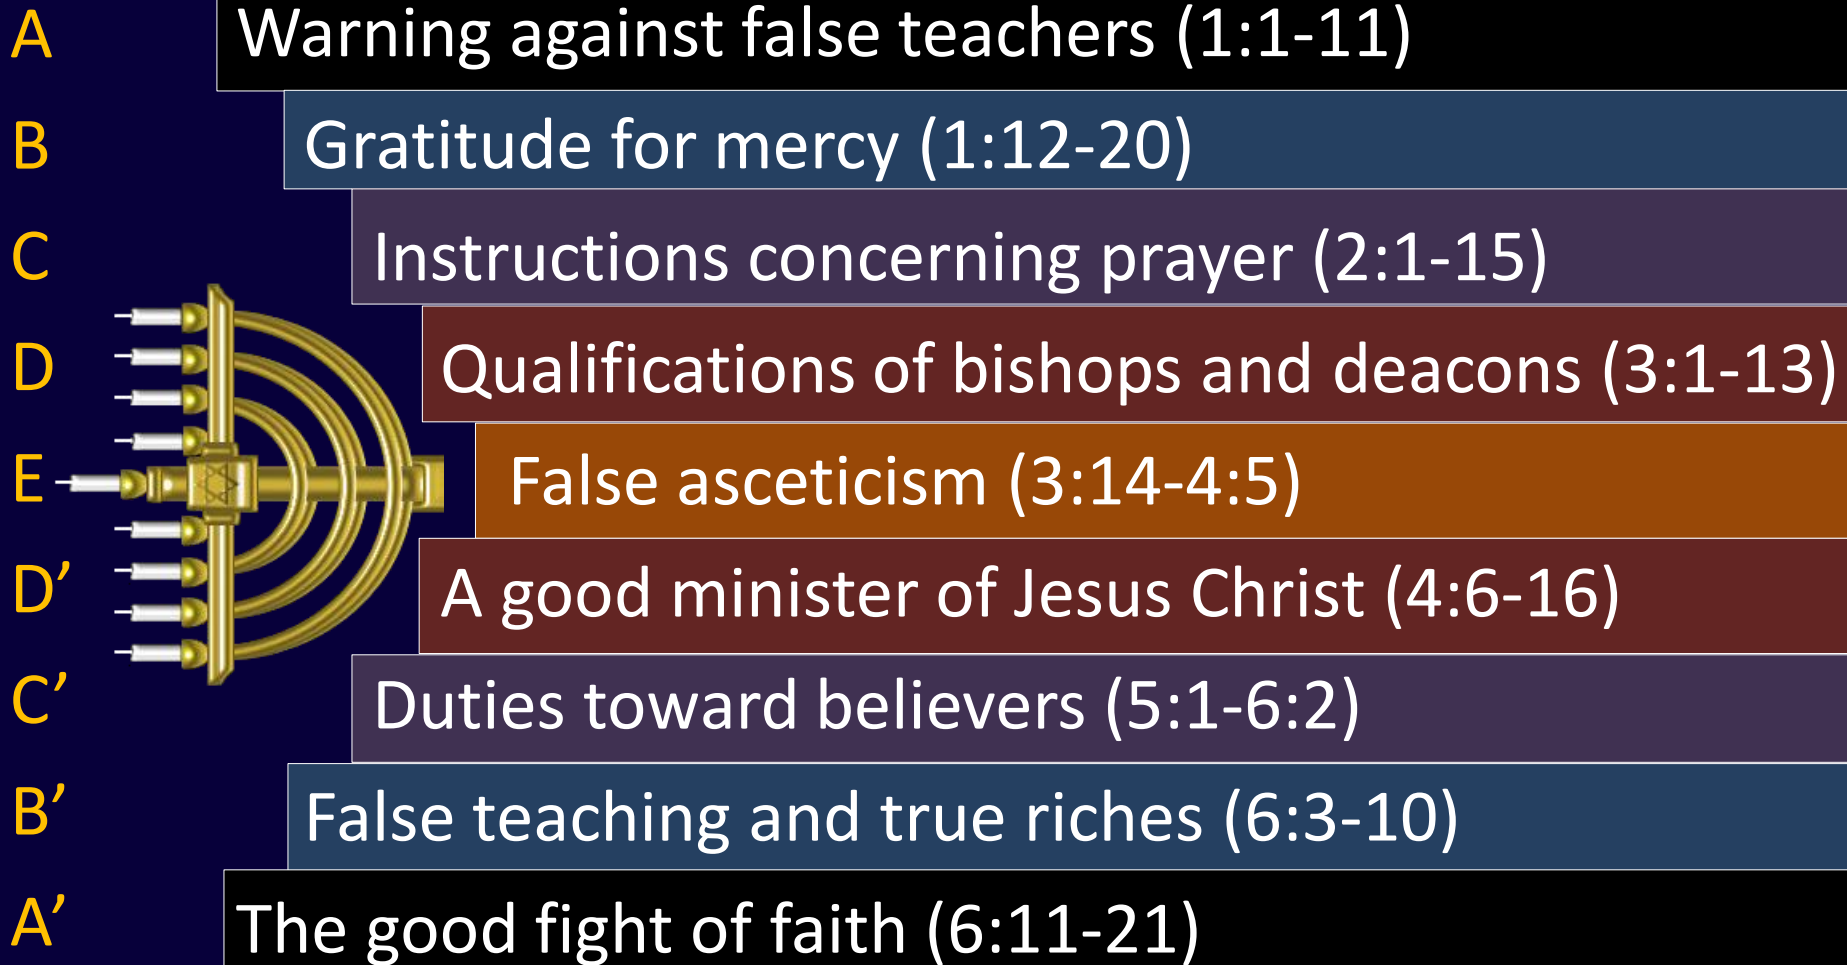 A Warning against false teachers (1:1-11)
B Gratitude for mercy (1:12-20)
C Instructions concerning prayer (2:1-15)
D Qualifications of bishops and deacons (3:1-13)
E False asceticism (3:14-4:5)
D’ A good minister of Jesus Christ (4:6-16)
C’ Duties toward believers (5:1-6:2)
B’ False teaching and true riches (6:3-10)
A’ The good fight of faith (6:11-21)